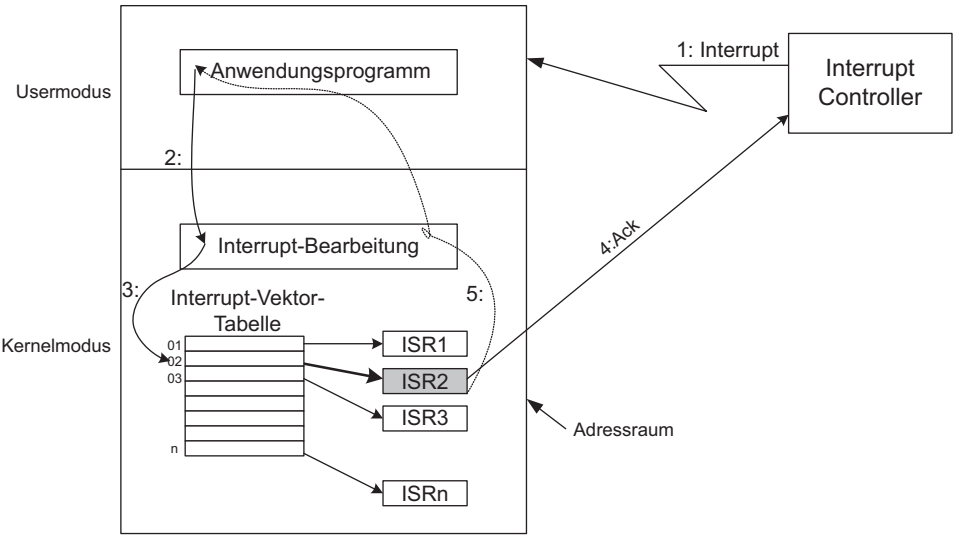 Usermodus
Anwendungsprogramm
1: Interrupt
Interrupt
Controller
2:
Interrupt-Bearbeitung
4:Ack
3:
5:
Interrupt-Vektor-
Tabelle
Kernelmodus
01
02
03
n
ISR1
ISR2
ISR3
ISRn
Adressraum